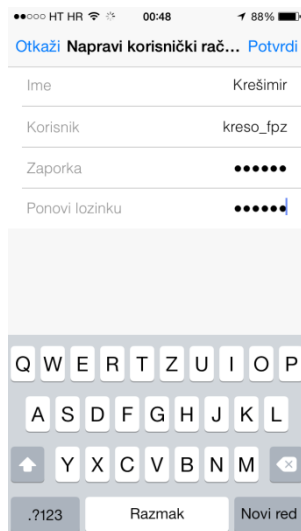 HT HR 00:48 88%
Otkaži Napravi korisnički rač... Potvrdi
Ime Krešimir
Korisnik kreso_fpz
Zaporka ••••••
Ponovi lozinku ••••••
Q W E R T Z U I O P
A S D F G H J K L
Y X C V B N M
.?123 Razmak Novi red